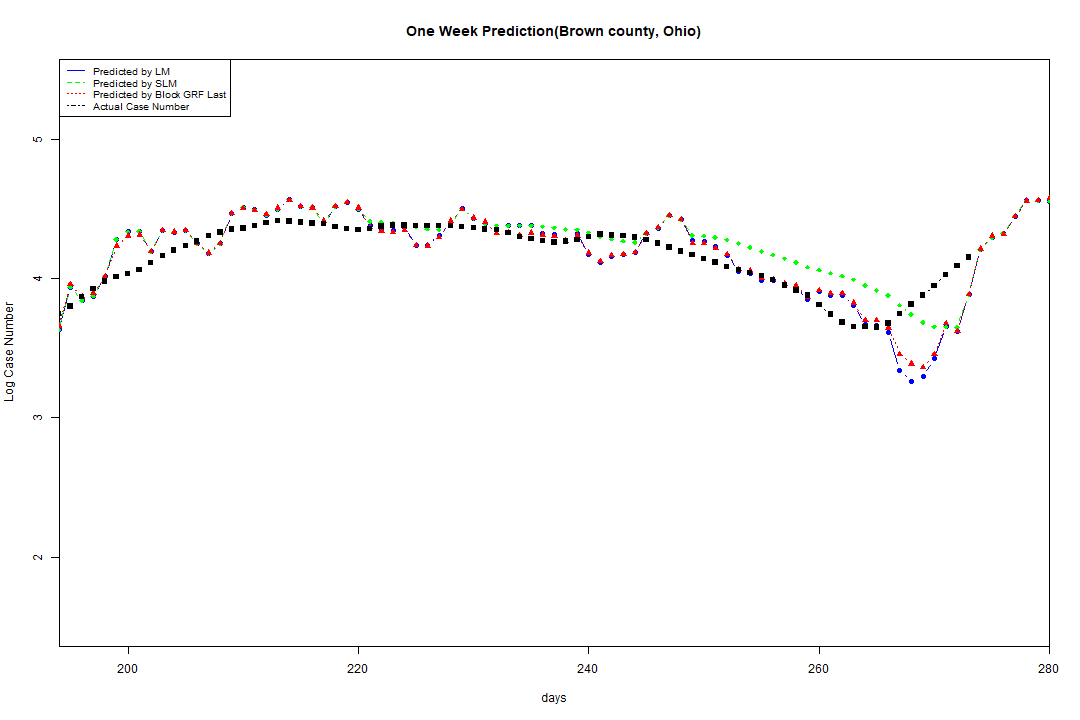 One Week Prediction(Brown county, Ohio)
Predicted by LM
Predicted by SLM
Predicted by Block GRF Last
Actual Case Number
5
4
3
2
Log Case Number
200
220
240
260
280
days